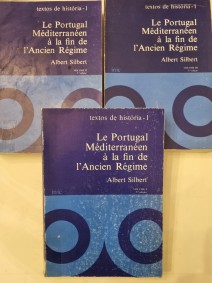 textos de história-1
Le Portugal
Méditerranéen
à la fin de
l'Ancien Régime
Albert Silbert
textos de história-1
Le Portugal
Méditerranéen
à la fin de
l'Ancien Régime
Albert Silbert
textos de história-1
Le Portugal
Méditerranéen
à la fin de
l'Ancien Régime
Albert Silbert